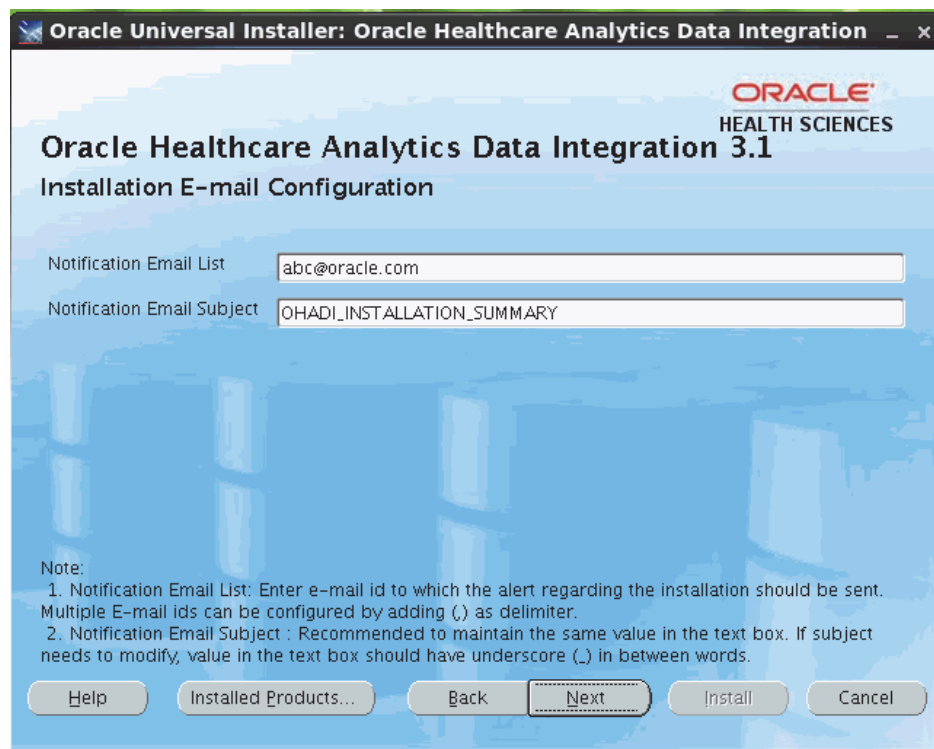 Oracle Universal Installer: Oracle Healthcare Analytics Data Integration
ORACLE
HEALTH SCIENCES
Oracle Healthcare Analytics Data Integration 3.1
Installation E-mail Configuration
Notification Email List
abc@oracle.com
Notification Email Subject
OHADI_INSTALLATION_SUMMARY
Note:
1. Notification Email List: Enter e-mail id to which the alert regarding the installation should be sent.
Multiple E-mail ids can be configured by adding (,) as delimiter.
2. Notification Email Subject : Recommended to maintain the same value in the text box. If subject
needs to modify, value in the text box should have underscore (_) in between words.
Help
Installed Products...
Back
Next
Install
Cancel